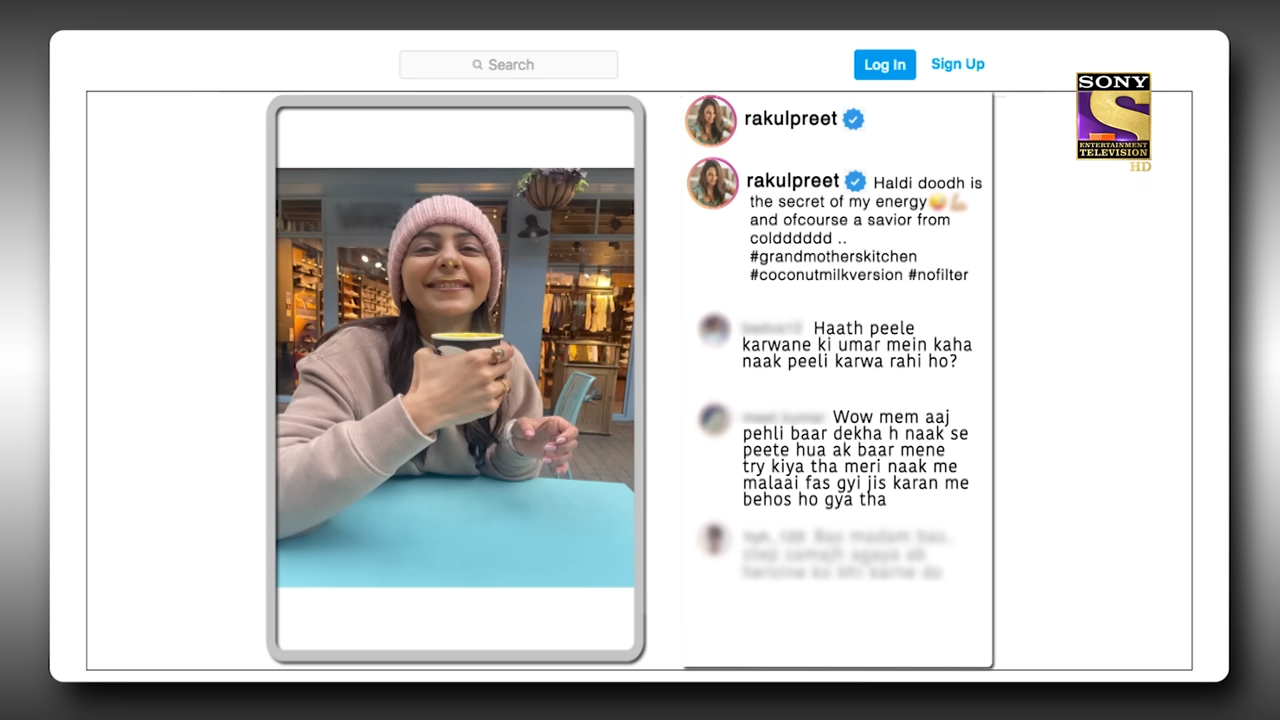 Search
Log In
Sign Up
SONY
ENTERTAINMENT
TELEVISION
HD
rakulpreet
rakulpreet Haldi doodh is
the secret of my energy😜💪🏼
and ofcourse a savior from
coldddddd ..
#grandmotherskitchen
#coconutmilkversion #nofilter
Haath peele
karwane ki umar mein kaha
naak peeli karwa rahi ho?
Wow mem aaj
pehli baar dekha h naak se
peete hua ak baar mene
try kiya tha meri naak me
malaai fas gyi jis karan me
behos ho gya tha